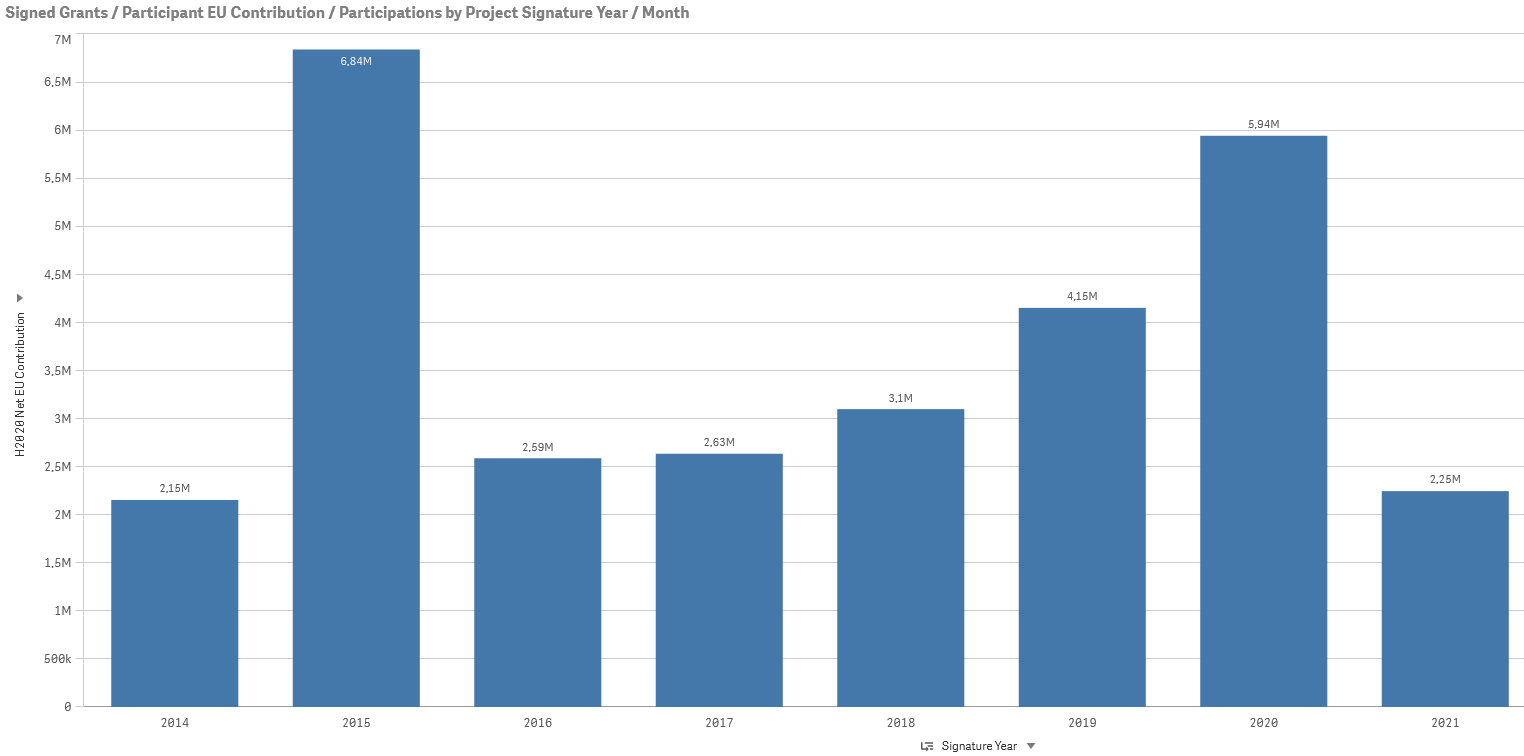 Signed Grants / Participant EU Contribution / Participations by Project Signature Year / Month
7M
6,5M
6M
5,5M
5M
4,5M
4M
3,5M
3M
2,5M
2M
1,5M
1M
500k
0
H2020 Net EU Contribution
2,15M
6,84M
2,59M
2,63M
3,1M
4,15M
5,94M
2,25M
2014
2015
2016
2017
2018
2019
2020
2021
Signature Year